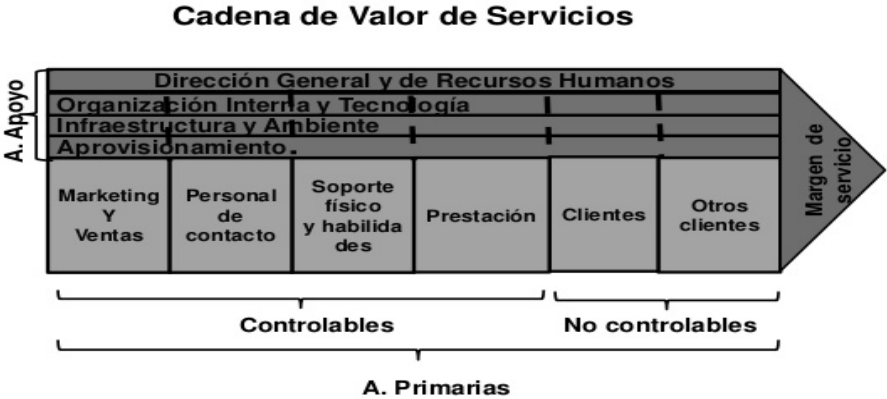 Cadena de Valor de Servicios
A. Apoyo
Dirección General y de Recursos Humanos
Organización Interna y Tecnología
Infraestructura y Ambiente
Aprovisionamiento.
Marketing
Y
Ventas
Personal
de
contacto
Soporte
físico
y habilida
des
Prestación
Clientes
Otros
clientes
Margen de
servicio
Controlables
No controlables
A. Primarias